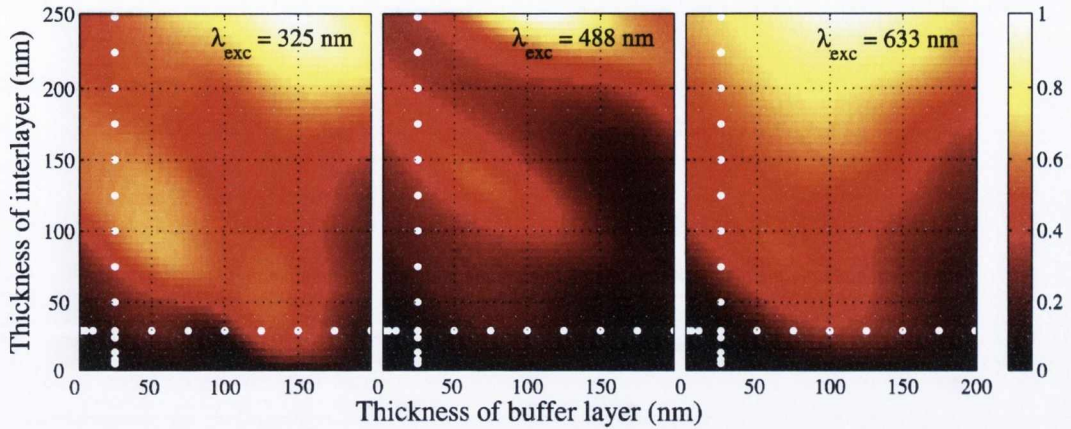 λexc = 325 nm
λexc = 488 nm
λexc = 633 nm
250
200
150
100
50
0
Thickness of interlayer (nm)
0 50 100 150
0 50 100 150
0 50 100 150 200
Thickness of buffer layer (nm)
1
0.8
0.6
0.4
0.2
0